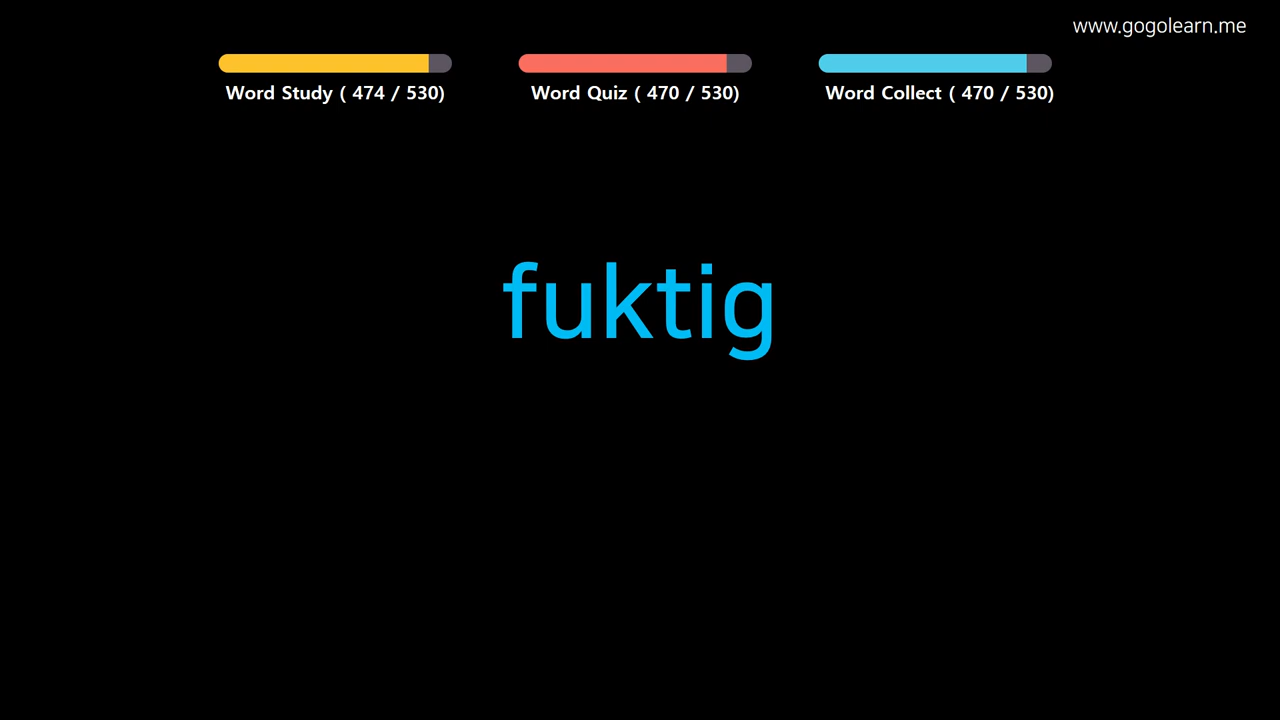 www.gogolearn.me
Word Study ( 474 / 530)
Word Quiz ( 470 / 530)
Word Collect ( 470 / 530)
fuktig